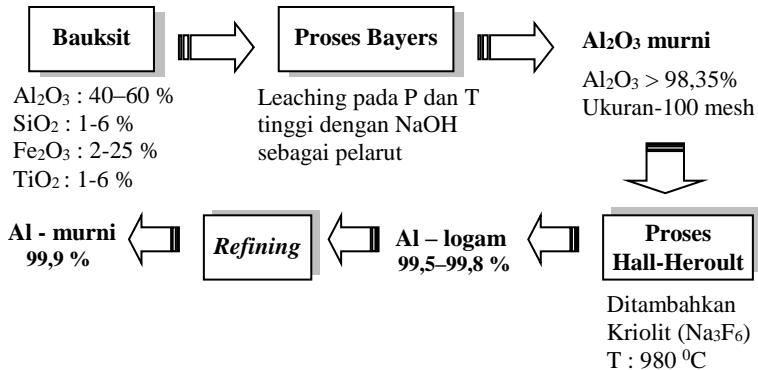 Bauksit
Al₂O₃ : 40–60 %
SiO₂ : 1-6 %
Fe₂O₃ : 2-25 %
TiO₂ : 1-6 %
Proses Bayers
Leaching pada P dan T
tinggi dengan NaOH
sebagai pelarut
Al₂O₃ murni
Al₂O₃ > 98,35%
Ukuran-100 mesh
Proses
Hall-Heroult
Ditambahkan
Kriolit (Na₃F₆)
T : 980 ⁰C
Al – logam
99,5–99,8 %
Refining
Al - murni
99,9 %